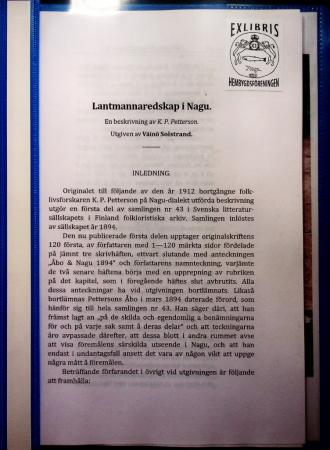 EXLIBRIS
Nagu
HEMBYGDSFÖRENINGEN
Lantmannaredskap i Nagu.
En beskrivning av K. P. Petterson.
Utgiven av Väinö Solstrand.
INLEDNING.
Originalet till följande av den år 1912 bortgångne folk-
livsforskaren K. P. Petterson på Nagu-dialekt utförda beskrivning
utgör en första del av samlingen nr 43 i Svenska litteratur-
sällskapets i Finland folkloristiska arkiv. Samlingen inlöstes
av sällskapet år 1894.
Den nu publicerade första delen upptager originalskriftens
120 första, av författaren med 1—120 märkta sidor fördelade
på jämnt tre skrivhäften, ettvart slutande med anteckningen
„Åbo & Nagu 1894" och författarens namnteckning, varjämte
de två senare häftena börja med en upprepning av rubriken
på det kapitel, som i foregående häftes slut avbrutits. Alla
dessa anteckningar ha vid utgivningen bortlämnats. Likaså
bortlämnas Pettersons Åbo i mars 1894 daterade förord, som
hänför sig till hela samlingen nr 43. Han säger däri, att han
främst lagt an „på de skilda och egendomlig a benämningarna
för och på varje sak samt å deras delar" och att teckningarna
äro avpassade därefter, att dessa blott i andra rummet avse
att visa föremålens särskilda utseende i Nagu, och att han
endast i undantagsfall ansett det vara av någon vikt att uppge
några mått å föremålen.
Beträffande förfarandet i övrigt vid utgivningen är följande
att framhålla: